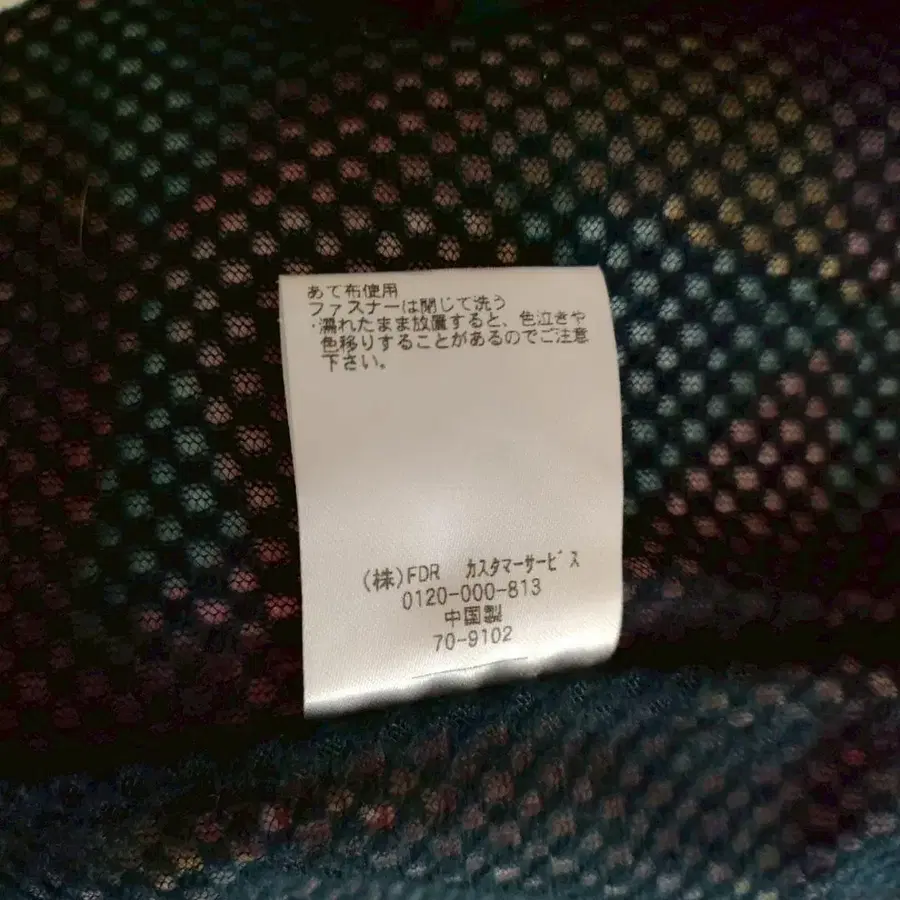 あて布使用
ファスナーは閉じて洗う
・濡れたまま放置すると、色泣きや
色移りすることがあるのでご注意
下さい。
(株)FDR カスタマーサービス
0120-000-813
中国製
70-9102